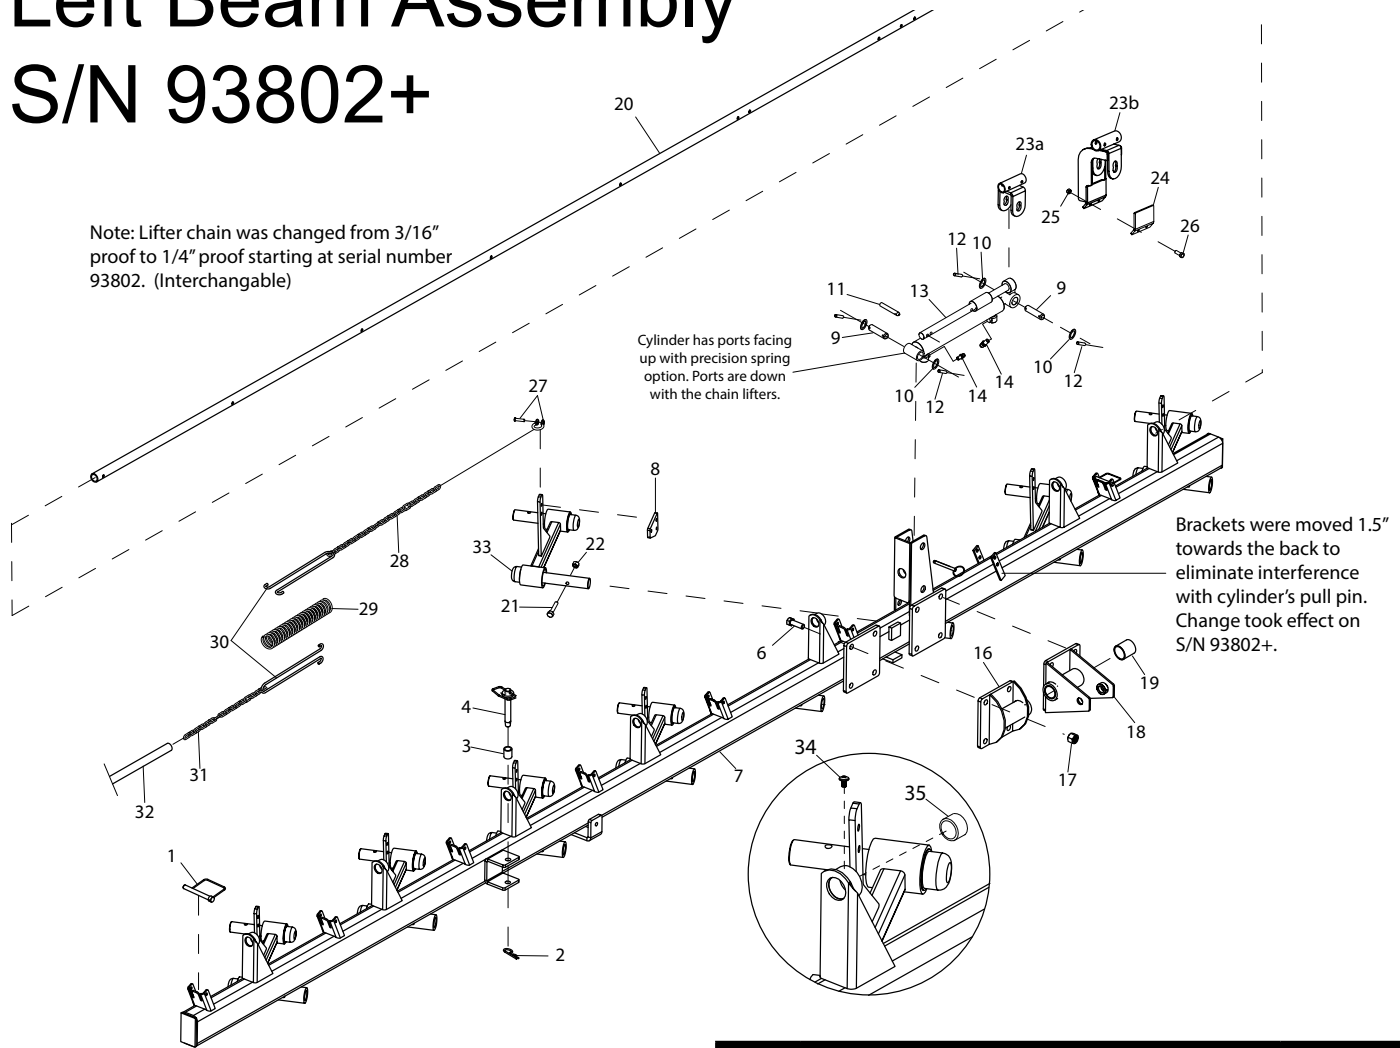 Left Beam Assembly
S/N 93802+
20
23b
23a
24
25
26
Note: Lifter chain was changed from 3/16”
proof to 1/4” proof starting at serial number
93802. (Interchangable)
12
10
11
13
9
9
Cylinder has ports facing
up with precision spring
option. Ports are down
with the chain lifters.
10
12
14
14
10
12
27
8
28
33
22
21
29
30
Brackets were moved 1.5”
towards the back to
eliminate interference
with cylinder’s pull pin.
Change took effect on
S/N 93802+.
6
16
19
18
17
4
3
7
31
32
34
35
1
2